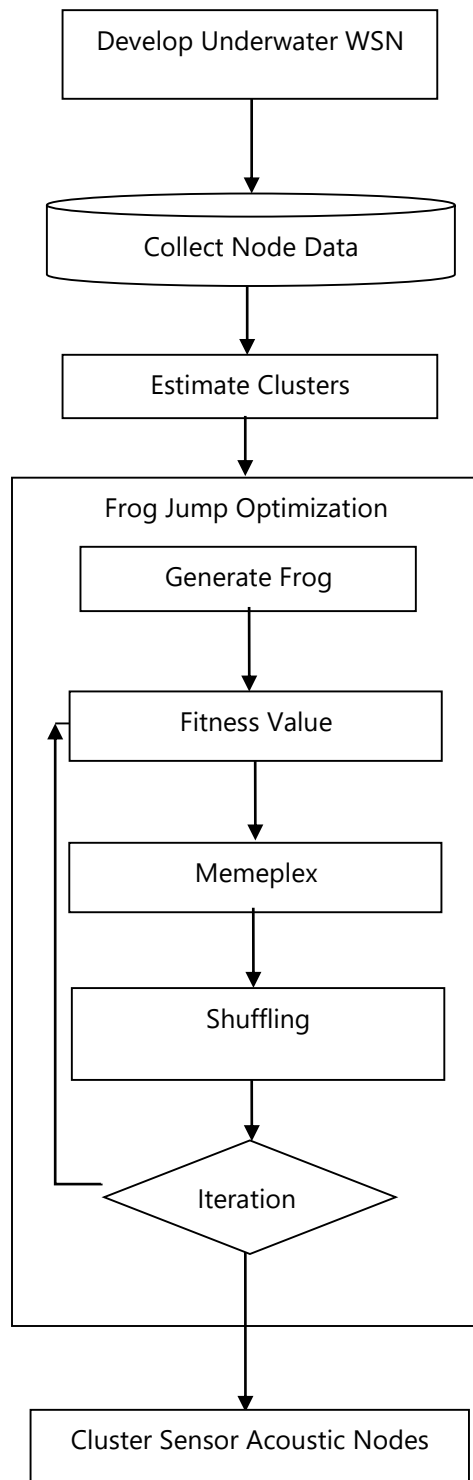 Develop Underwater WSN
Collect Node Data
Estimate Clusters
Frog Jump Optimization
Generate Frog
Fitness Value
Memeplex
Shuffling
Iteration
Cluster Sensor Acoustic Nodes